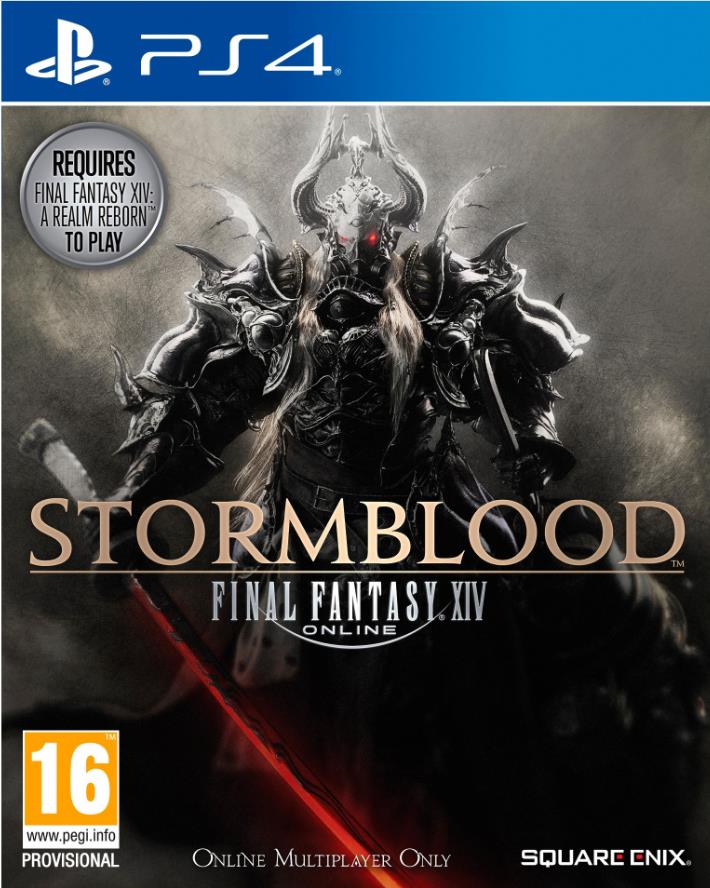 PS4®
REQUIRES
FINAL FANTASY XIV:
A REALM REBORN™
TO PLAY
STORMBLOOD™
FINAL FANTASY® XIV
ONLINE
16™
www.pegi.info
PROVISIONAL
ONLINE MULTIPLAYER ONLY
SQUARE ENIX®